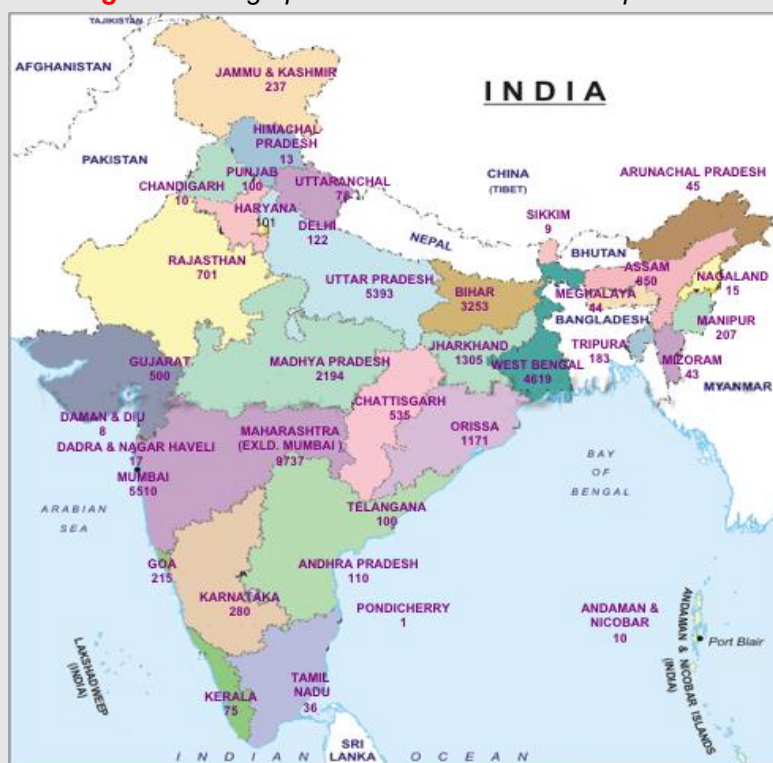 TAJIKISTAN
AFGHANISTAN
JAMMU & KASHMIR
237
INDIA
HIMACHAL
PRADESH
13
PAKISTAN
PUNJAB
100
CHANDIGARH
10
UTTARANCHAL
CHINA
(TIBET)
ARUNACHAL PRADESH
45
HARYANA
101
DELHI
122
SIKKIM
9
NEPAL
BHUTAN
RAJASTHAN
701
UTTAR PRADESH
5393
BIHAR
3253
ASSAM
650
NAGALAND
15
MEGHALAYA
44
BANGLADESH
MANIPUR
207
GUJARAT
500
MADHYA PRADESH
2194
JHARKHAND
1305
WEST BENGAL
4619
TRIPURA
183
MIZORAM
43
MYANMAR
CHATTISGARH
535
DAMAN & DIU
8
DADRA & NAGAR HAVELI
17
MUMBAI
5510
MAHARASHTRA
(EXLD. MUMBAI )
9737
ORISSA
1171
ARABIAN
SEA
BAY
OF
BENGAL
TELANGANA
100
GOA
215
ANDHRA PRADESH
110
KARNATAKA
280
PONDICHERRY
1
ANDAMAN &
NICOBAR
10
ANDAMAN & NICOBAR ISLANDS
(INDIA)
Port Blair
LAKSHADWEEP
(INDIA)
KERALA
75
TAMIL
NADU
36
SRI
LANKA
INDIAN OCEAN